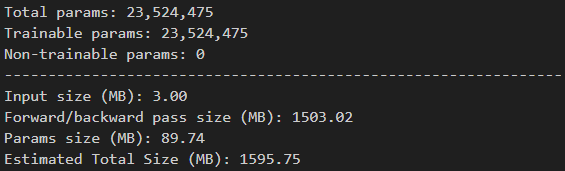 Total params: 23,524,475
Trainable params: 23,524,475
Non-trainable params: 0
----------------------------------------------------------------
Input size (MB): 3.00
Forward/backward pass size (MB): 1503.02
Params size (MB): 89.74
Estimated Total Size (MB): 1595.75